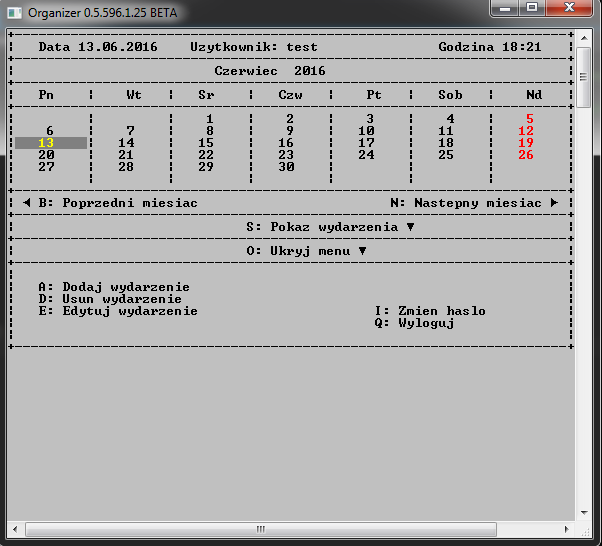 Organizer 0.5.596.1.25 BETA
Data 13.06.2016 Uzytkownik: test Godzina 18:21
Czerwiec 2016
Pn | Wt | Sr | Czw | Pt | Sob | Nd
1 2 3 4 5
6 7 8 9 10 11 12
13 14 15 16 17 18 19
20 21 22 23 24 25 26
27 28 29 30
◄ B: Poprzedni miesiac N: Nastepny miesiac ►
S: Pokaz wydarzenia ▼
O: Ukryj menu ▼
A: Dodaj wydarzenie
D: Usun wydarzenie
E: Edytuj wydarzenie I: Zmien haslo
Q: Wyloguj